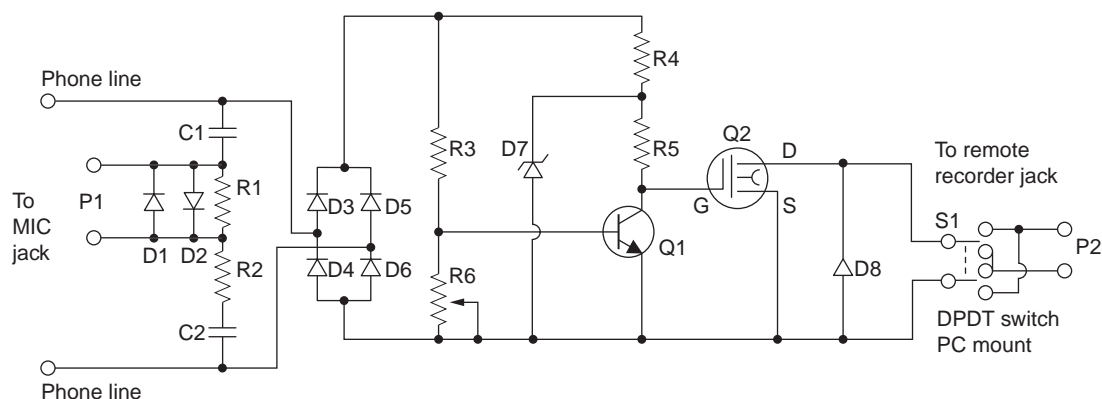 Phone line
C1
To
MIC
jack
P1
D1
D2
R1
R2
C2
Phone line
D3
D5
D4
D6
R3
R6
D7
R4
R5
Q1
Q2
G
D
S
D8
To remote
recorder jack
S1
P2
DPDT switch
PC mount